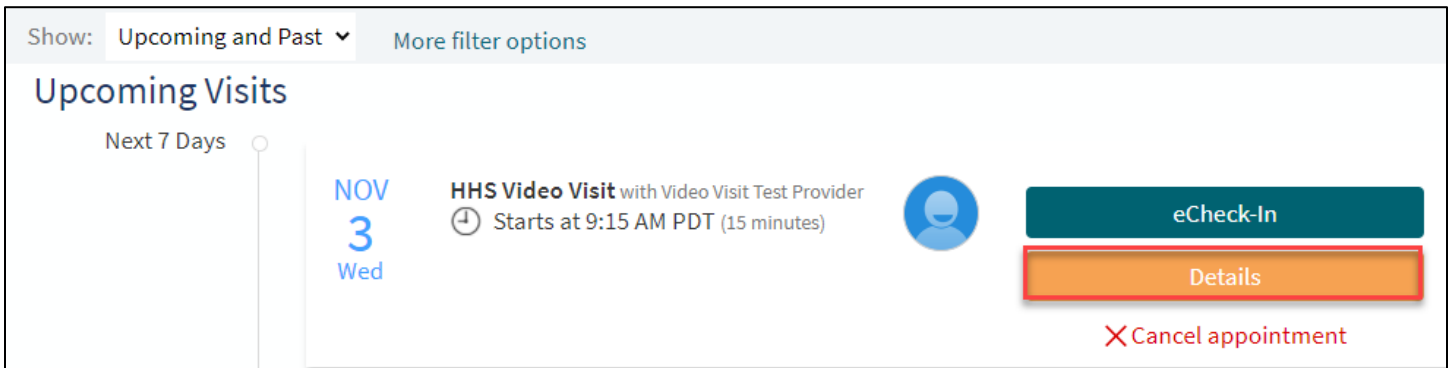 Show: Upcoming and Past More filter options
Upcoming Visits
Next 7 Days
NOV
3
Wed
HHS Video Visit with Video Visit Test Provider
Starts at 9:15 AM PDT (15 minutes)
eCheck-In
Details
Cancel appointment